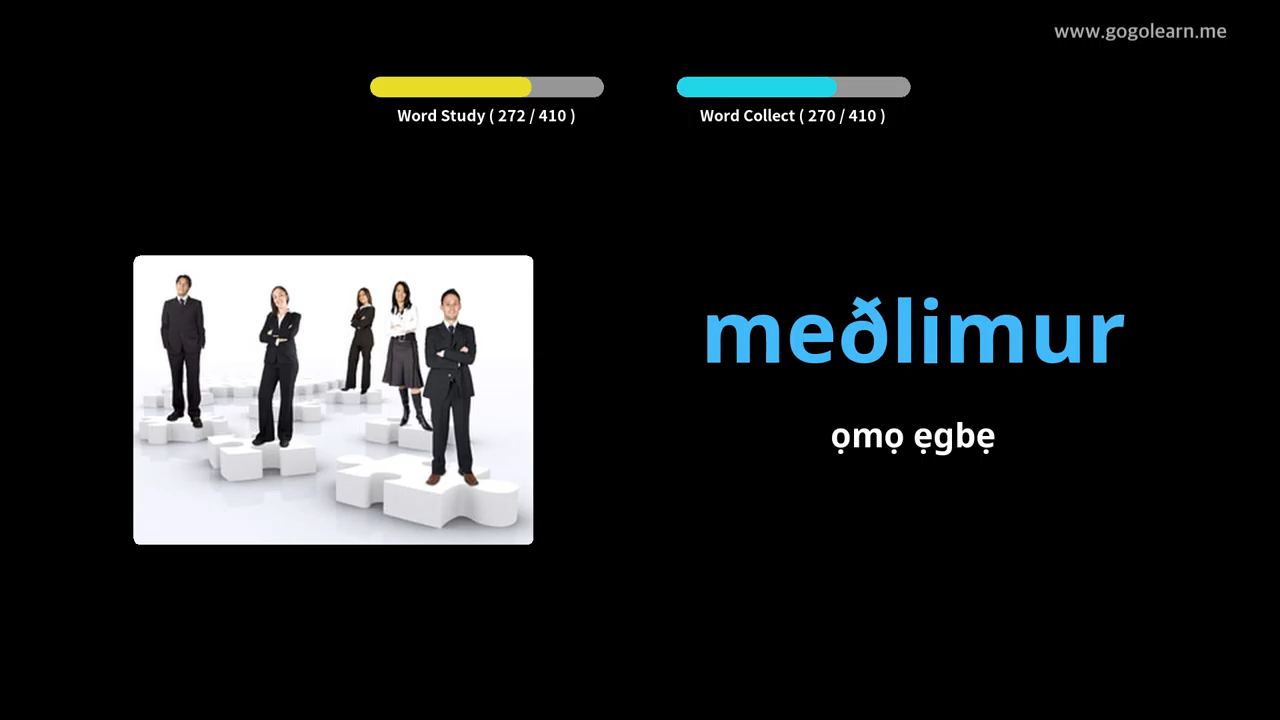 www.gogolearn.me
Word Study ( 272 / 410 )
Word Collect ( 270 / 410 )
meðlimur
ọmọ ẹgbẹ